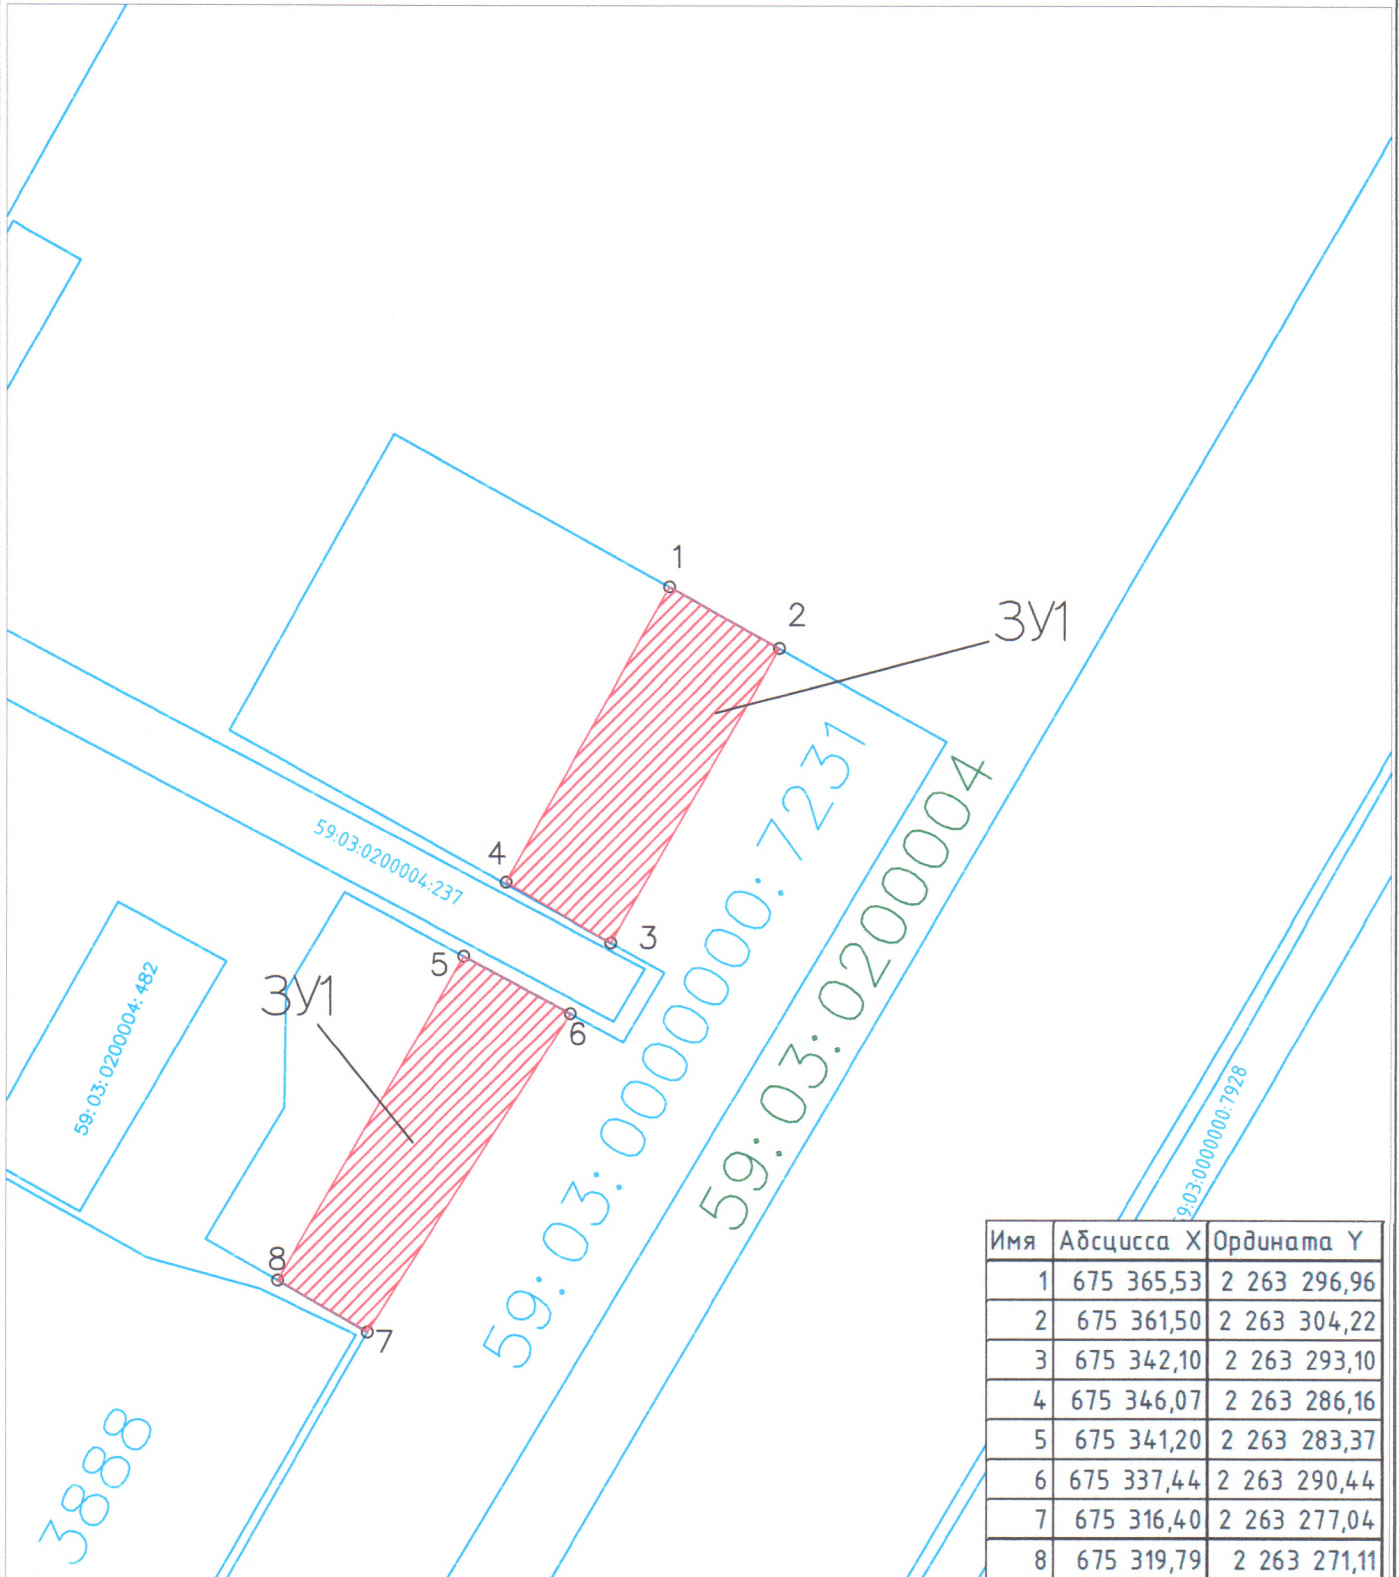 1
2
ЗУ1
59:03:0000000:7231
59:03:0200004
59:03:0200004:237
4
3
5
6
ЗУ1
59:03:0200004:482
59:03:0000000:7928
8
7
3888
Имя Абсцисса X Ордината Y
1 675 365,53 2 263 296,96
2 675 361,50 2 263 304,22
3 675 342,10 2 263 293,10
4 675 346,07 2 263 286,16
5 675 341,20 2 263 283,37
6 675 337,44 2 263 290,44
7 675 316,40 2 263 277,04
8 675 319,79 2 263 271,11